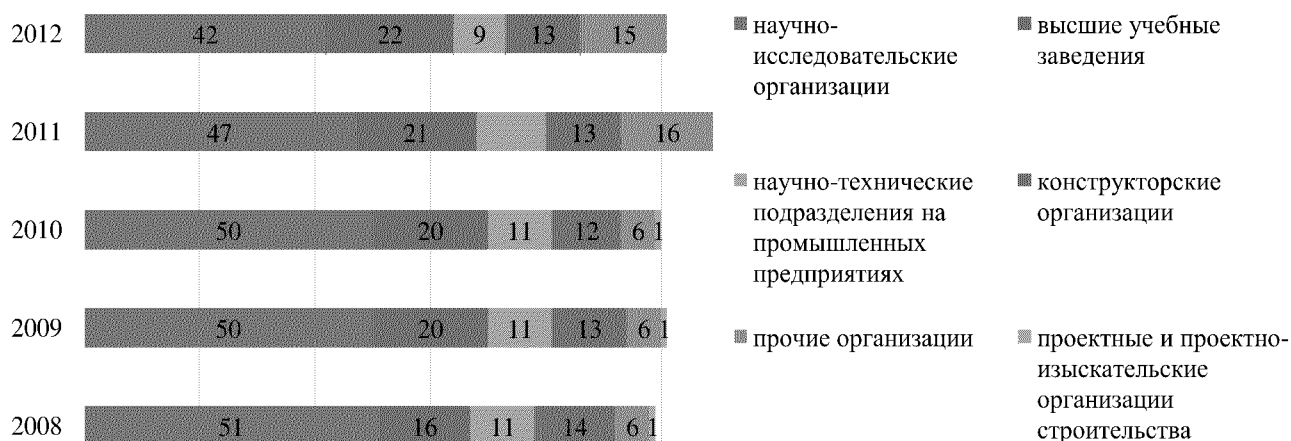 2012 42 22 9 13 15
2011 47 21 13 16
2010 50 20 11 12 6 1
2009 50 20 11 13 6 1
2008 51 16 11 14 6 1
научно-
исследовательские
организации
высшие учебные
заведения
научно-технические
подразделения на
промышленных
предприятиях
конструкторские
организации
прочие организации
проектные и проектно-
изыскательские
организации
строительства